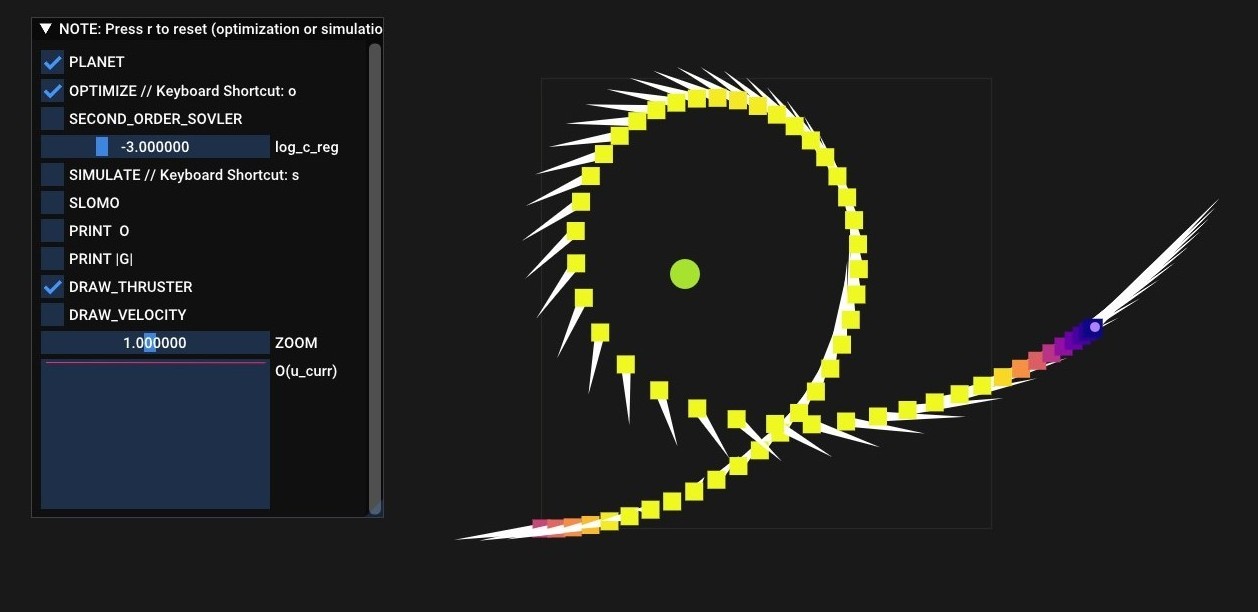 NOTE: Press r to reset (optimization or simulatio
PLANET
OPTIMIZE // Keyboard Shortcut: o
SECOND_ORDER_SOVLER
-3.000000 log_c_reg
SIMULATE // Keyboard Shortcut: s
SLOMO
PRINT O
PRINT |G|
DRAW_THRUSTER
DRAW_VELOCITY
1.000000 ZOOM
O(u_curr)